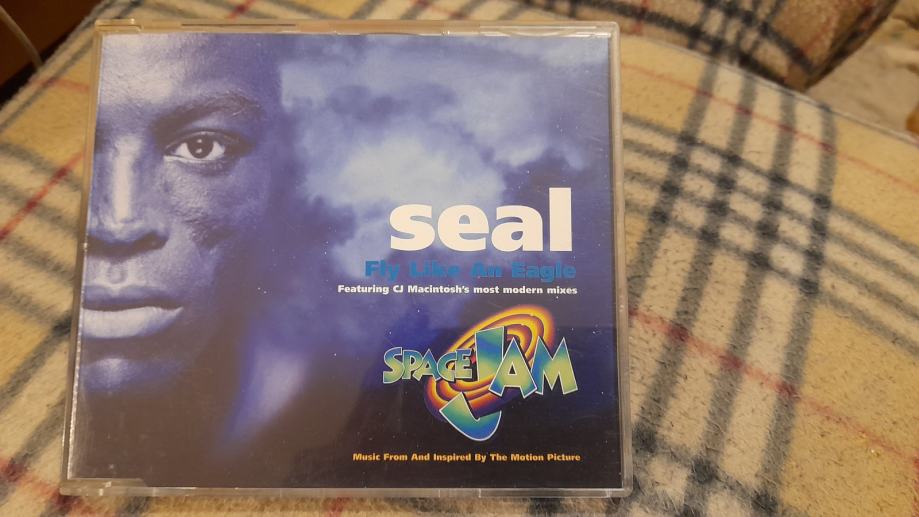 seal
Fly Like An Eagle
Featuring CJ Macintosh's most modern mixes
SPACE JAM
Music From And Inspired By The Motion Picture